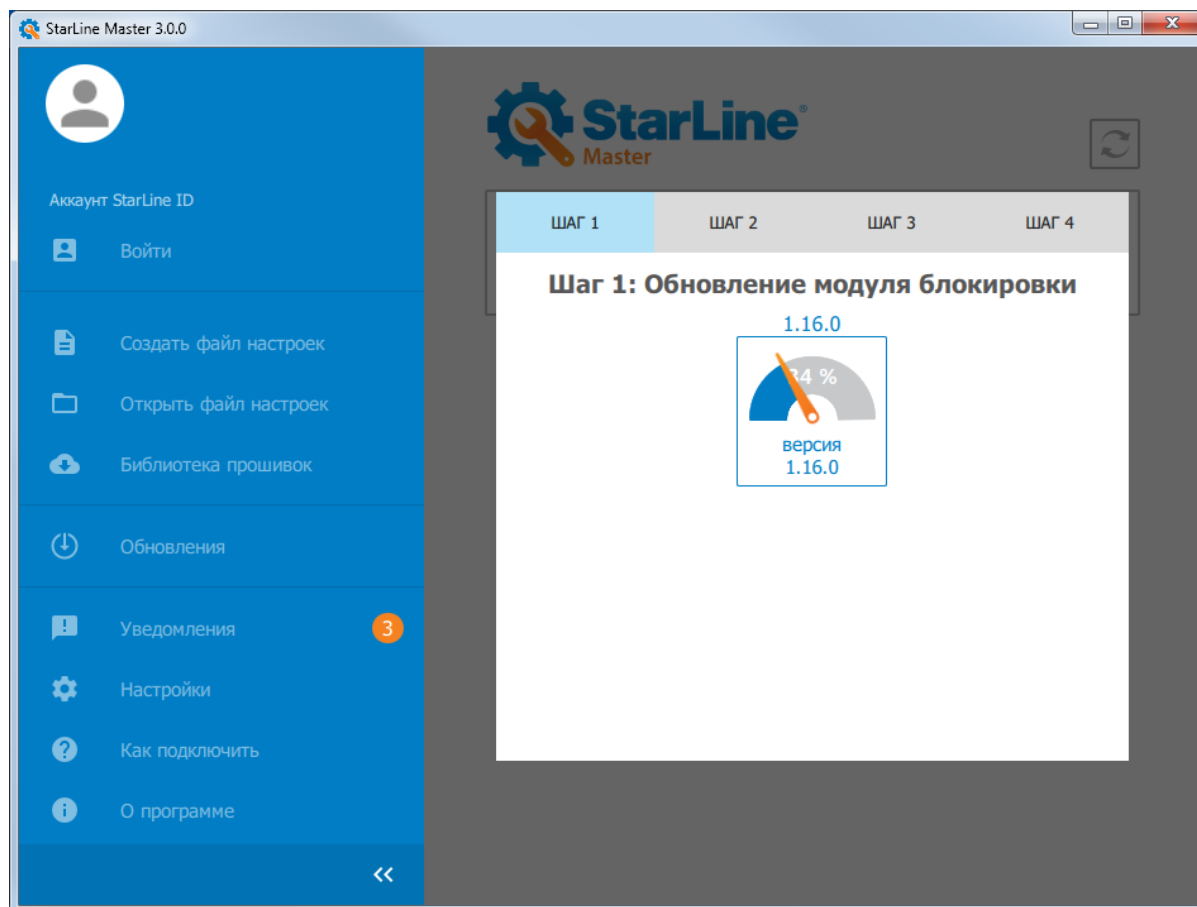 StarLine Master 3.0.0
Аккаунт StarLine ID
Войти
Создать файл настроек
Открыть файл настроек
Библиотека прошивок
Обновления
Уведомления
3
Настройки
Как подключить
О программе
StarLine®
Master
ШАГ 1
ШАГ 2
ШАГ 3
ШАГ 4
Шаг 1: Обновление модуля блокировки
1.16.0
34 %
версия
1.16.0